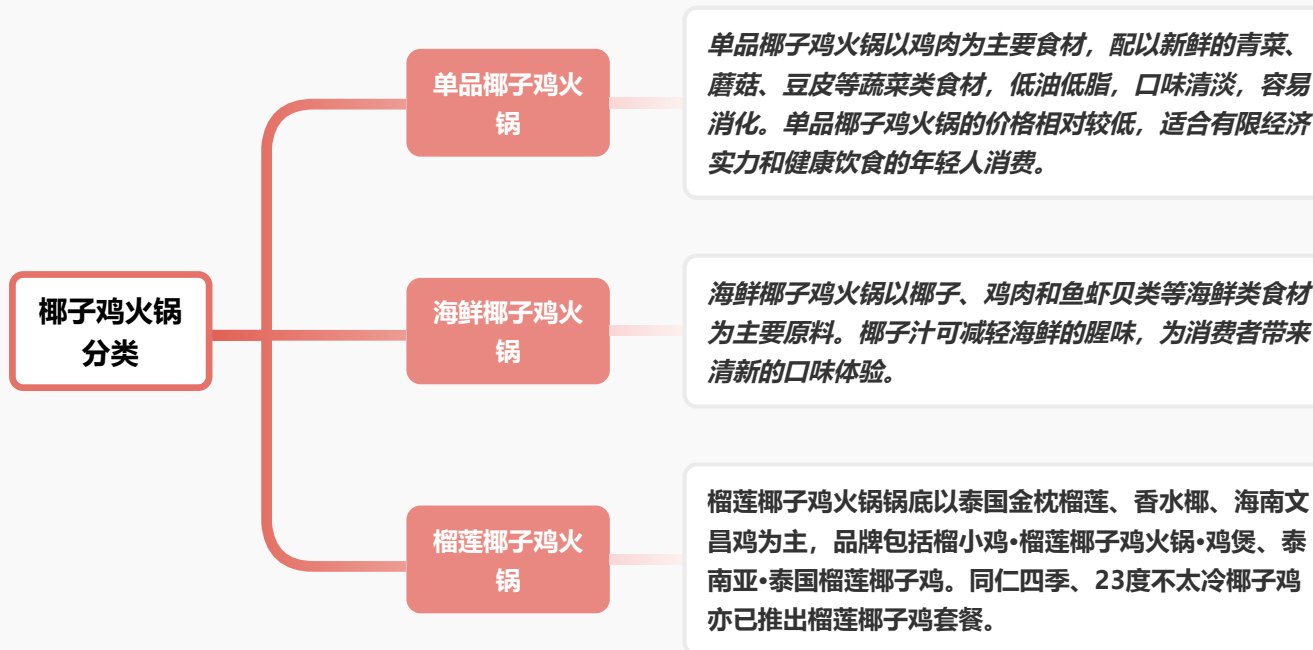 椰子鸡火锅
分类
单品椰子鸡火
锅
单品椰子鸡火锅以鸡肉为主要食材，配以新鲜的青菜、
蘑菇、豆皮等蔬菜类食材，低油低脂，口味清淡，容易
消化。单品椰子鸡火锅的价格相对较低，适合有限经济
实力和健康饮食的年轻人消费。
海鲜椰子鸡火
锅
海鲜椰子鸡火锅以椰子、鸡肉和鱼虾贝类等海鲜类食材
为主要原料。椰子汁可减轻海鲜的腥味，为消费者带来
清新的口味体验。
榴莲椰子鸡火
锅
榴莲椰子鸡火锅锅底以泰国金枕榴莲、香水椰、海南文
昌鸡为主，品牌包括榴小鸡•榴莲椰子鸡火锅•鸡煲、泰
南亚•泰国榴莲椰子鸡。同仁四季、23度不太冷椰子鸡
亦已推出榴莲椰子鸡套餐。